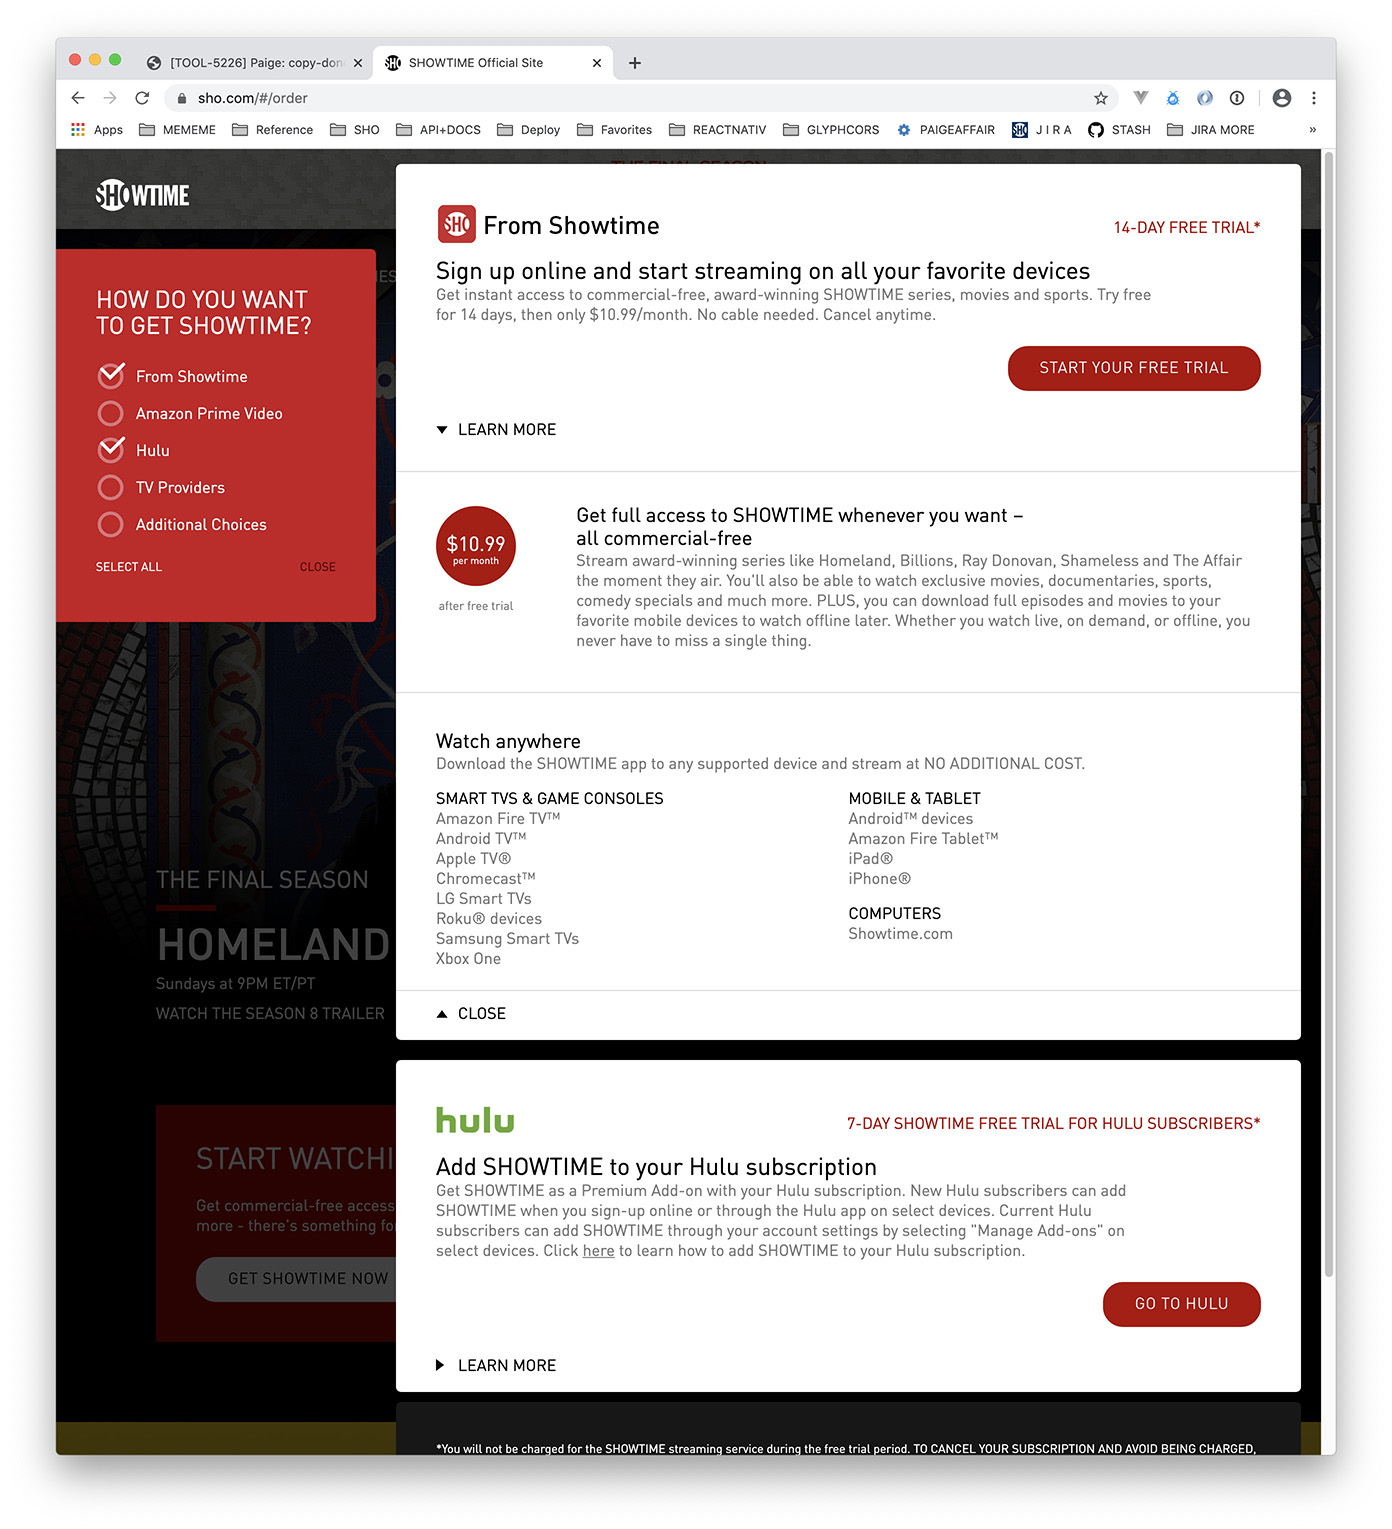 [TOOL-5226] Paige: copy-don
SHOWTIME Official Site
sho.com/#/order
Apps
MEMEME
Reference
SHO
API+DOCS
Deploy
Favorites
REACTNATIV
GLYPHCORS
PAIGEAFFAIR
SHO
J I R A
STASH
JIRA MORE
»
THE FINAL SEASON
SHOWTIME
IES
HOW DO YOU WANT
TO GET SHOWTIME?
From Showtime
Amazon Prime Video
Hulu
TV Providers
Additional Choices
SELECT ALL
CLOSE
SHO From Showtime
14-DAY FREE TRIAL*
Sign up online and start streaming on all your favorite devices
Get instant access to commercial-free, award-winning SHOWTIME series, movies and sports. Try free
for 14 days, then only $10.99/month. No cable needed. Cancel anytime.
START YOUR FREE TRIAL
LEARN MORE
$10.99
per month
after free trial
Get full access to SHOWTIME whenever you want –
all commercial-free
Stream award-winning series like Homeland, Billions, Ray Donovan, Shameless and The Affair
the moment they air. You'll also be able to watch exclusive movies, documentaries, sports,
comedy specials and much more. PLUS, you can download full episodes and movies to your
favorite mobile devices to watch offline later. Whether you watch live, on demand, or offline, you
never have to miss a single thing.
Watch anywhere
Download the SHOWTIME app to any supported device and stream at NO ADDITIONAL COST.
SMART TVS & GAME CONSOLES
Amazon Fire TV™
Android TV™
Apple TV®
Chromecast™
LG Smart TVs
Roku® devices
Samsung Smart TVs
Xbox One
MOBILE & TABLET
Android™ devices
Amazon Fire Tablet™
iPad®
iPhone®
COMPUTERS
Showtime.com
CLOSE
THE FINAL SEASON
HOMELAND
Sundays at 9PM ET/PT
WATCH THE SEASON 8 TRAILER
START WATCHI
Get commercial-free access
more - there's something fo
GET SHOWTIME NOW
hulu
7-DAY SHOWTIME FREE TRIAL FOR HULU SUBSCRIBERS*
Add SHOWTIME to your Hulu subscription
Get SHOWTIME as a Premium Add-on with your Hulu subscription. New Hulu subscribers can add
SHOWTIME when you sign-up online or through the Hulu app on select devices. Current Hulu
subscribers can add SHOWTIME through your account settings by selecting "Manage Add-ons" on
select devices. Click here to learn how to add SHOWTIME to your Hulu subscription.
GO TO HULU
LEARN MORE
*You will not be charged for the SHOWTIME streaming service during the free trial period. TO CANCEL YOUR SUBSCRIPTION AND AVOID BEING CHARGED,